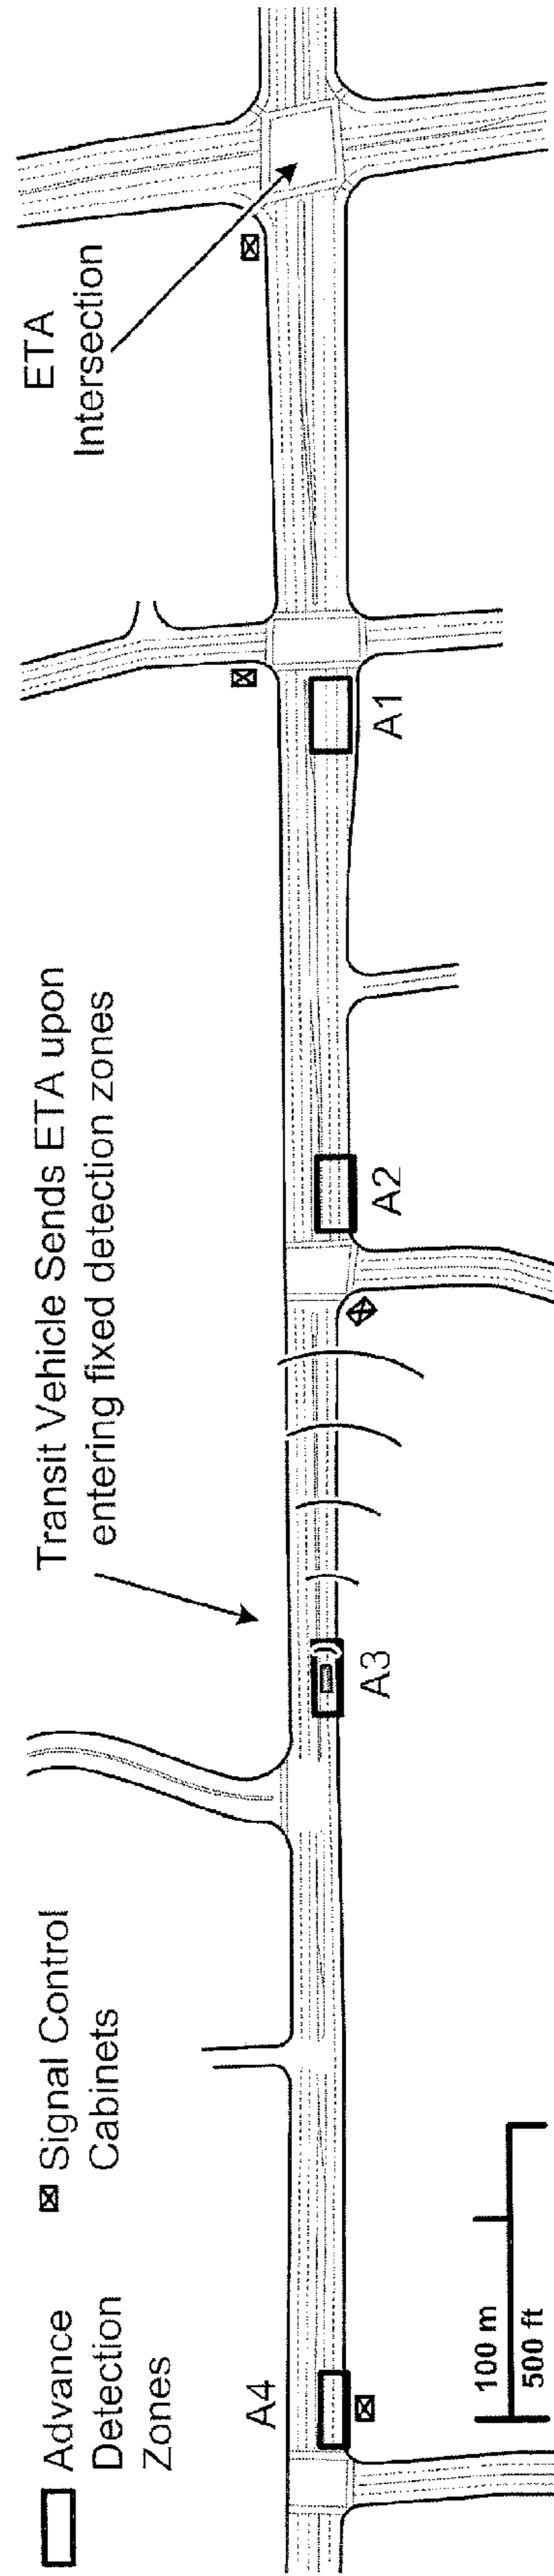 Advance
Detection
Zones
Signal Control
Cabinets
Transit Vehicle Sends ETA upon
entering fixed detection zones
ETA
Intersection
A4
A3
A2
A1
100 m
500 ft